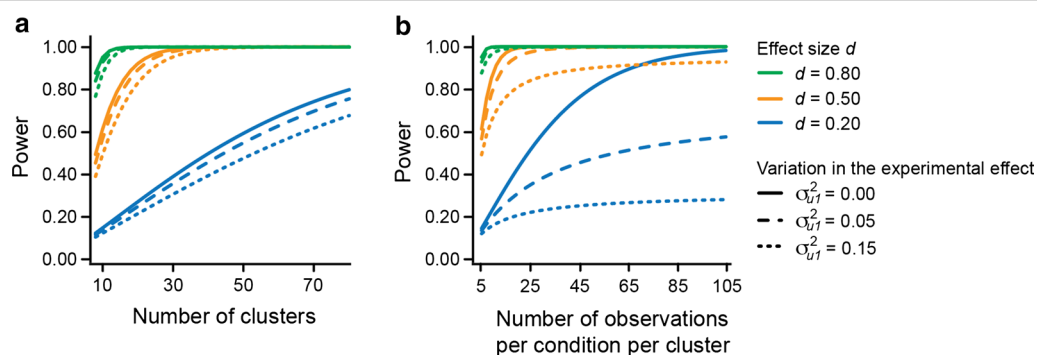 a
1.00
0.80
0.60
0.40
0.20
0.00
Power
10 30 50 70
Number of clusters
b
1.00
0.80
0.60
0.40
0.20
0.00
Power
5 25 45 65 85 105
Number of observations
per condition per cluster
Effect size d
d = 0.80
d = 0.50
d = 0.20
Variation in the experimental effect
σ²u1 = 0.00
σ²u1 = 0.05
σ²u1 = 0.15